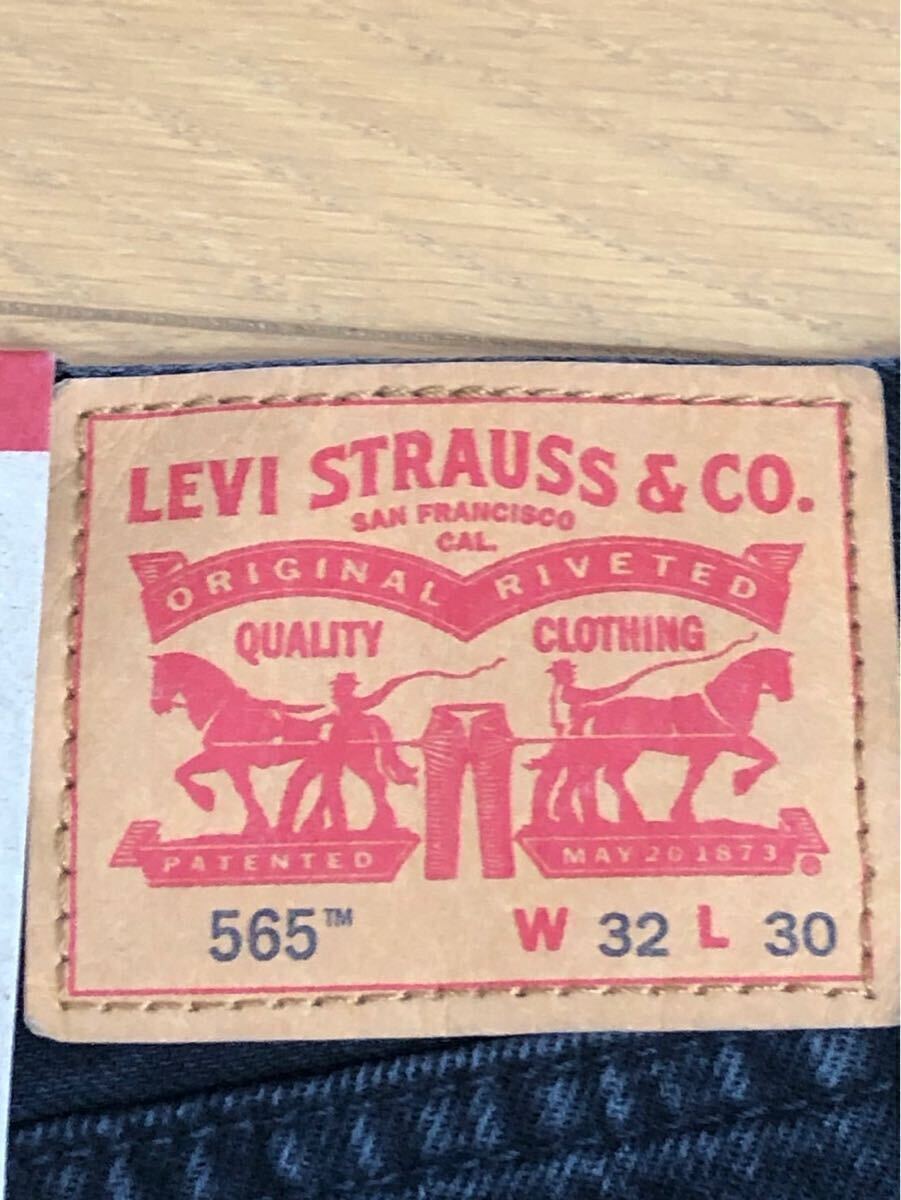 LEVI STRAUSS & CO.
SAN FRANCISCO
CAL.
ORIGINAL RIVETED
QUALITY CLOTHING
PATENTED MAY 20 1873 ®
565™ W 32 L 30